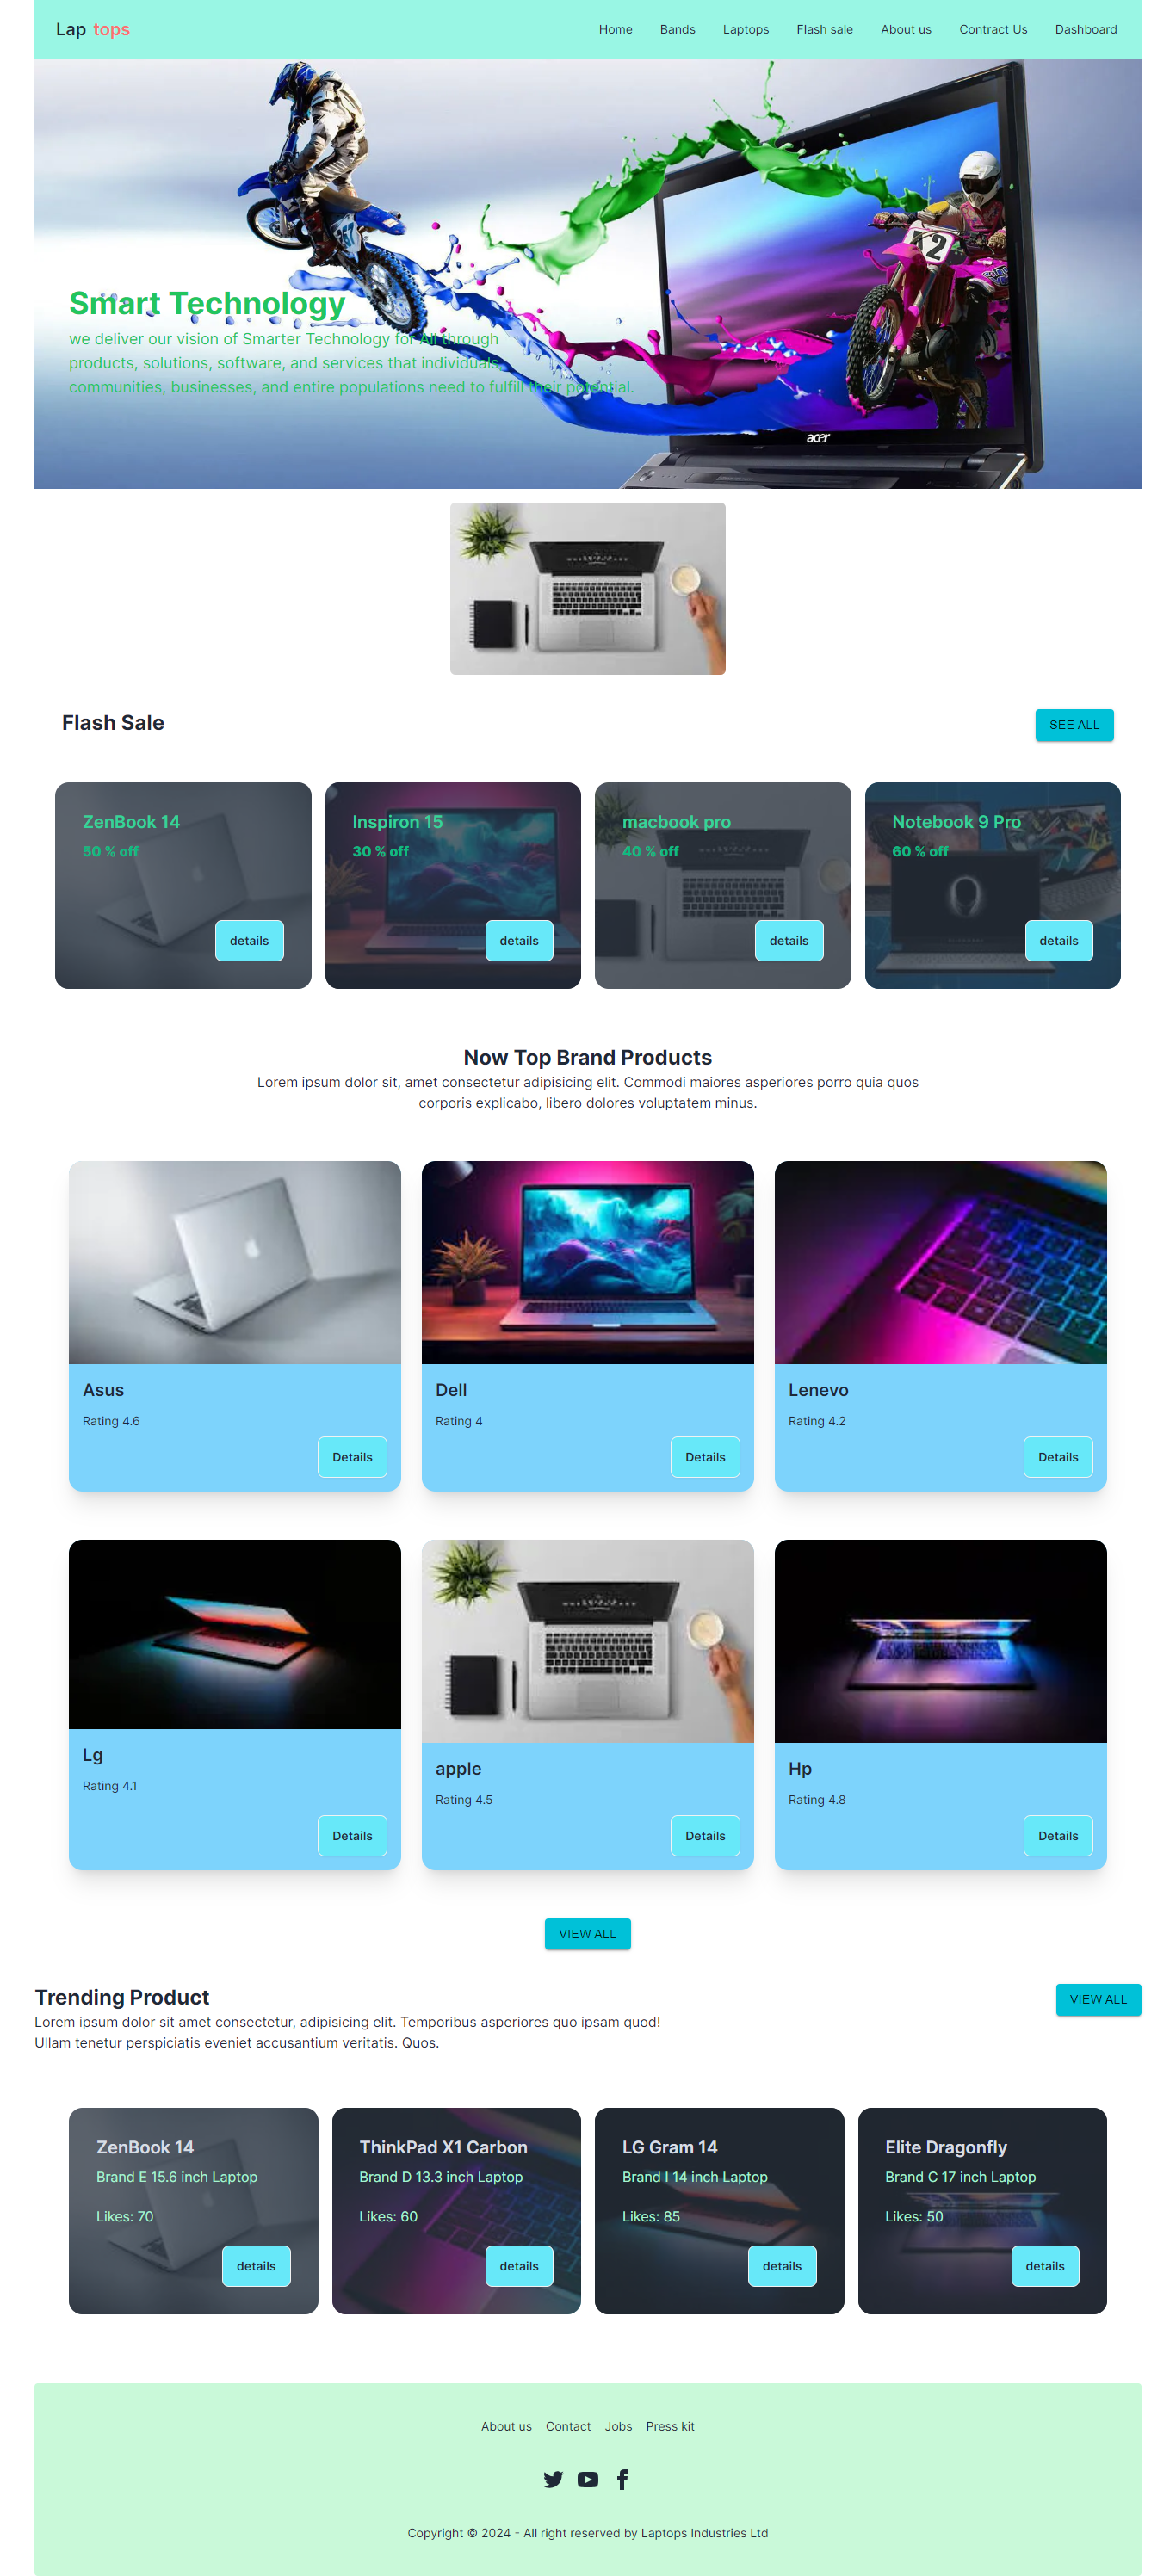 Lap tops
Home Bands Laptops Flash sale About us Contract Us Dashboard
Smart Technology
we deliver our vision of Smarter Technology for All through
products, solutions, software, and services that individuals
communities, businesses, and entire populations need to fulfill their potential.
acer
Flash Sale
SEE ALL
ZenBook 14
50 % off
details
Inspiron 15
30 % off
details
macbook pro
40 % off
details
Notebook 9 Pro
60 % off
details
Now Top Brand Products
Lorem ipsum dolor sit, amet consectetur adipisicing elit. Commodi maiores asperiores porro quia quos
corporis explicabo, libero dolores voluptatem minus.
Asus
Rating 4.6
Details
Dell
Rating 4
Details
Lenevo
Rating 4.2
Details
Lg
Rating 4.1
Details
apple
Rating 4.5
Details
Hp
Rating 4.8
Details
VIEW ALL
Trending Product
VIEW ALL
Lorem ipsum dolor sit amet consectetur, adipisicing elit. Temporibus asperiores quo ipsam quod!
Ullam tenetur perspiciatis eveniet accusantium veritatis. Quos.
ZenBook 14
Brand E 15.6 inch Laptop
Likes: 70
details
ThinkPad X1 Carbon
Brand D 13.3 inch Laptop
Likes: 60
details
LG Gram 14
Brand I 14 inch Laptop
Likes: 85
details
Elite Dragonfly
Brand C 17 inch Laptop
Likes: 50
details
About us Contact Jobs Press kit
Copyright © 2024 - All right reserved by Laptops Industries Ltd